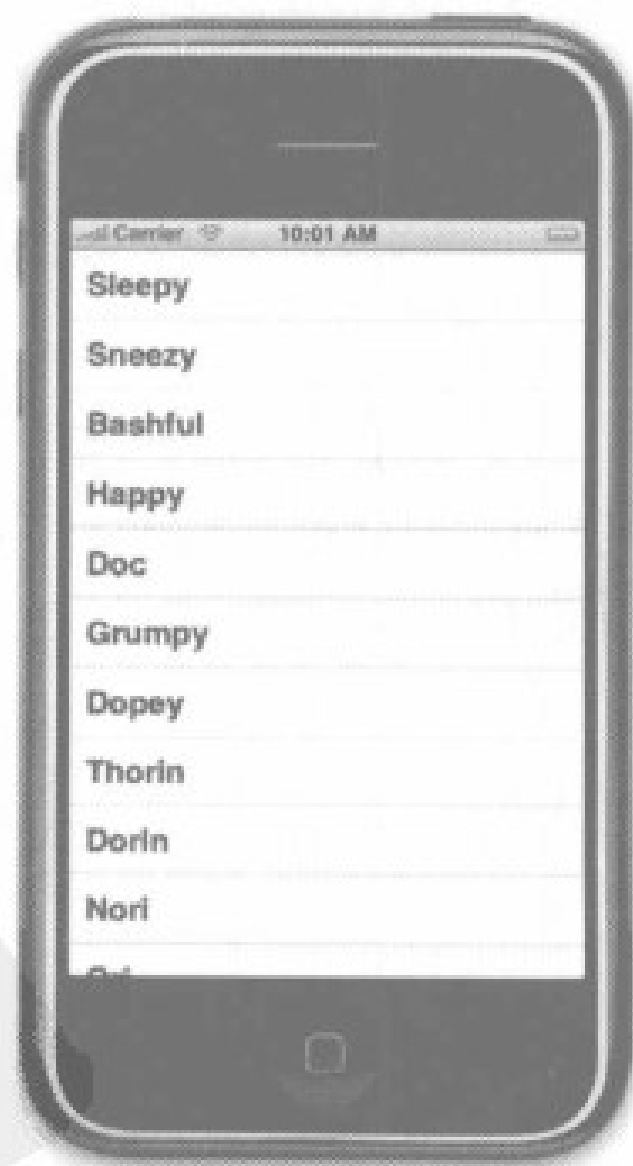 Carrier 10:01 AM
Sleepy
Sneezy
Bashful
Happy
Doc
Grumpy
Dopey
Thorin
Dorin
Nori